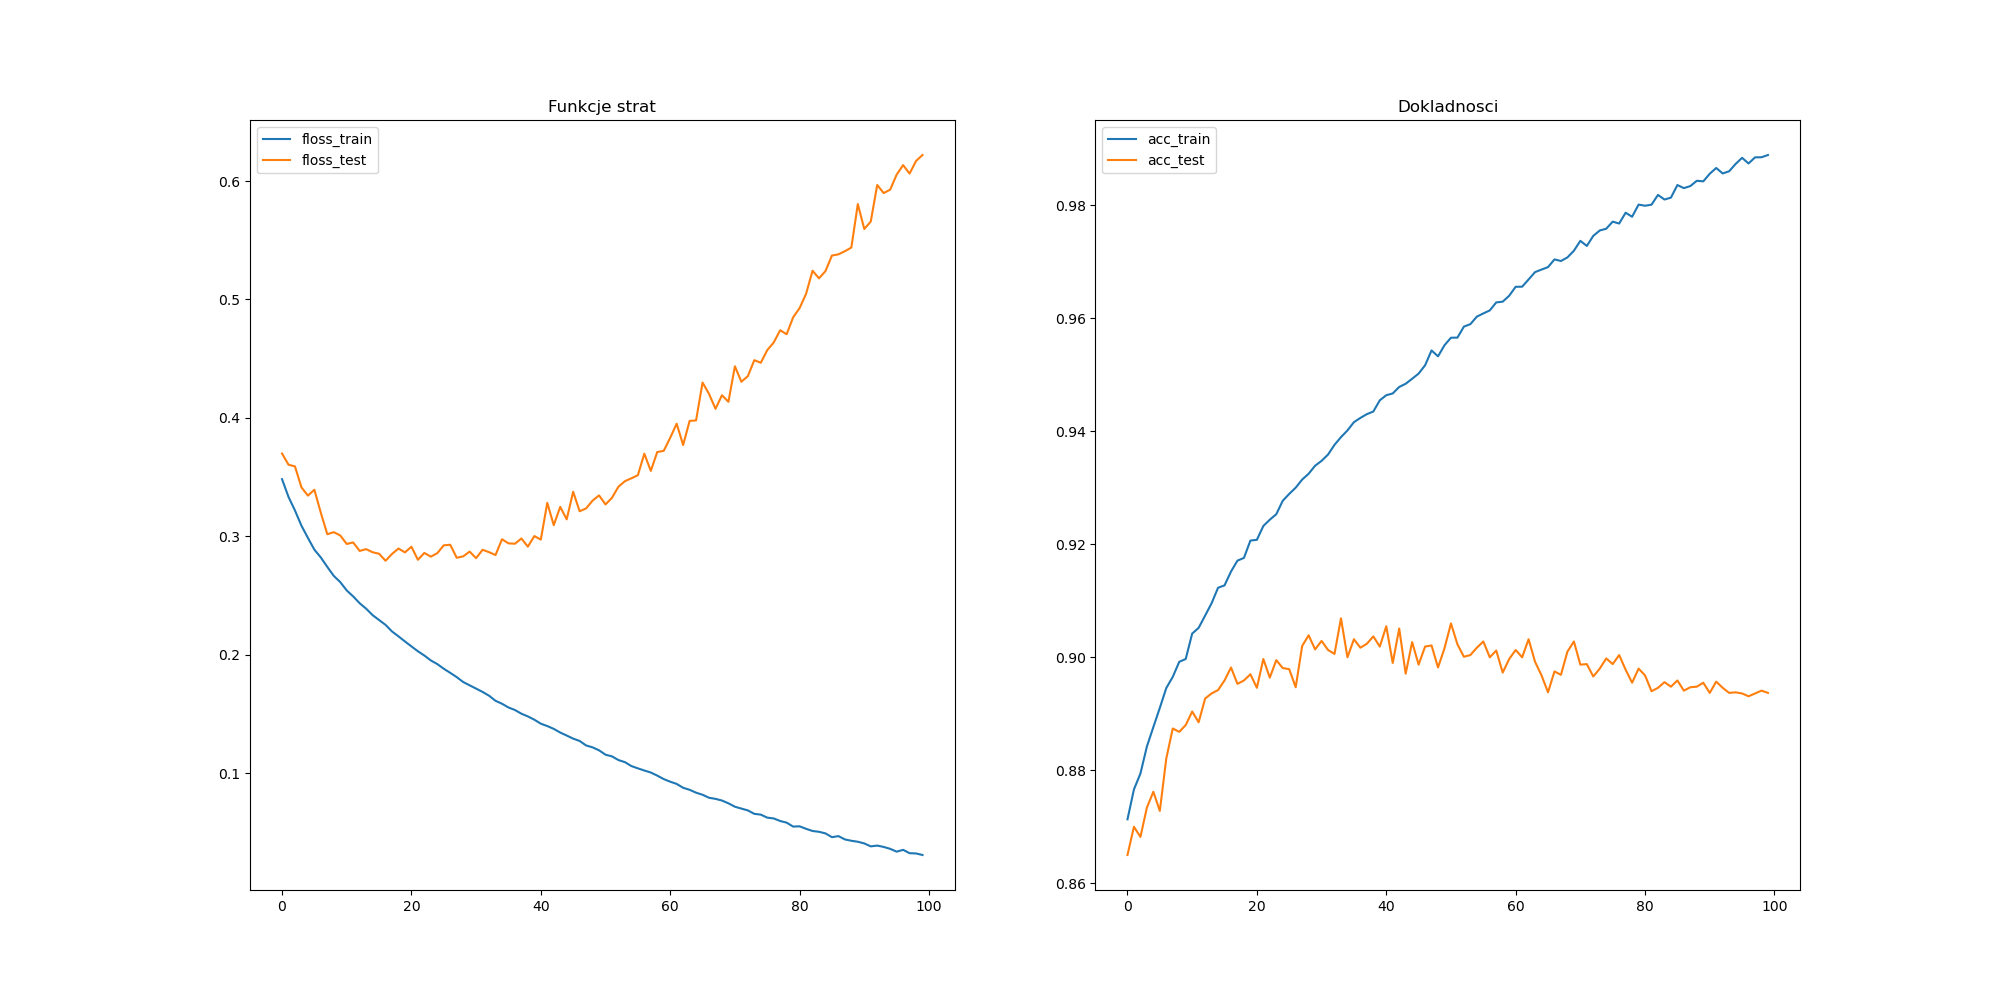 Funkcje strat
floss_train
floss_test
0.6
0.5
0.4
0.3
0.2
0.1
0 20 40 60 80 100
Dokladnosci
acc_train
acc_test
0.98
0.96
0.94
0.92
0.90
0.88
0.86
0 20 40 60 80 100